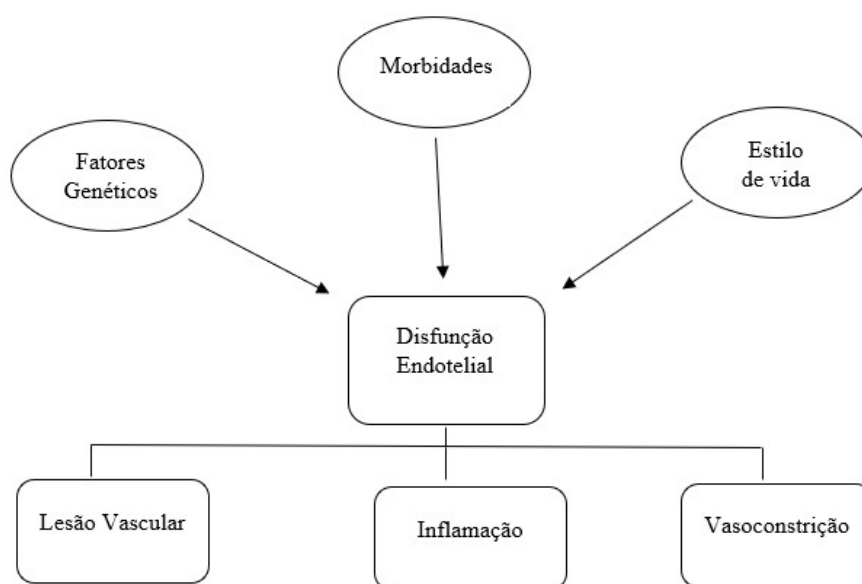 Morbidades
Fatores
Genéticos
Estilo
de vida
Disfunção
Endotelial
Lesão Vascular
Inflamação
Vasoconstrição